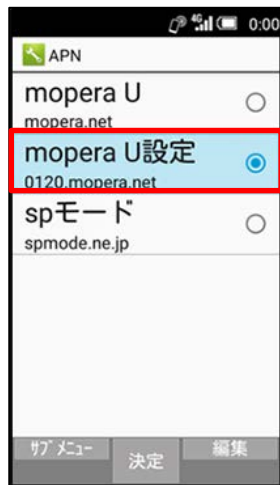 4G 0:00
APN
mopera U
mopera.net
mopera U設定
0120.mopera.net
spモード
spmode.ne.jp
サブメニュー 決定 編集